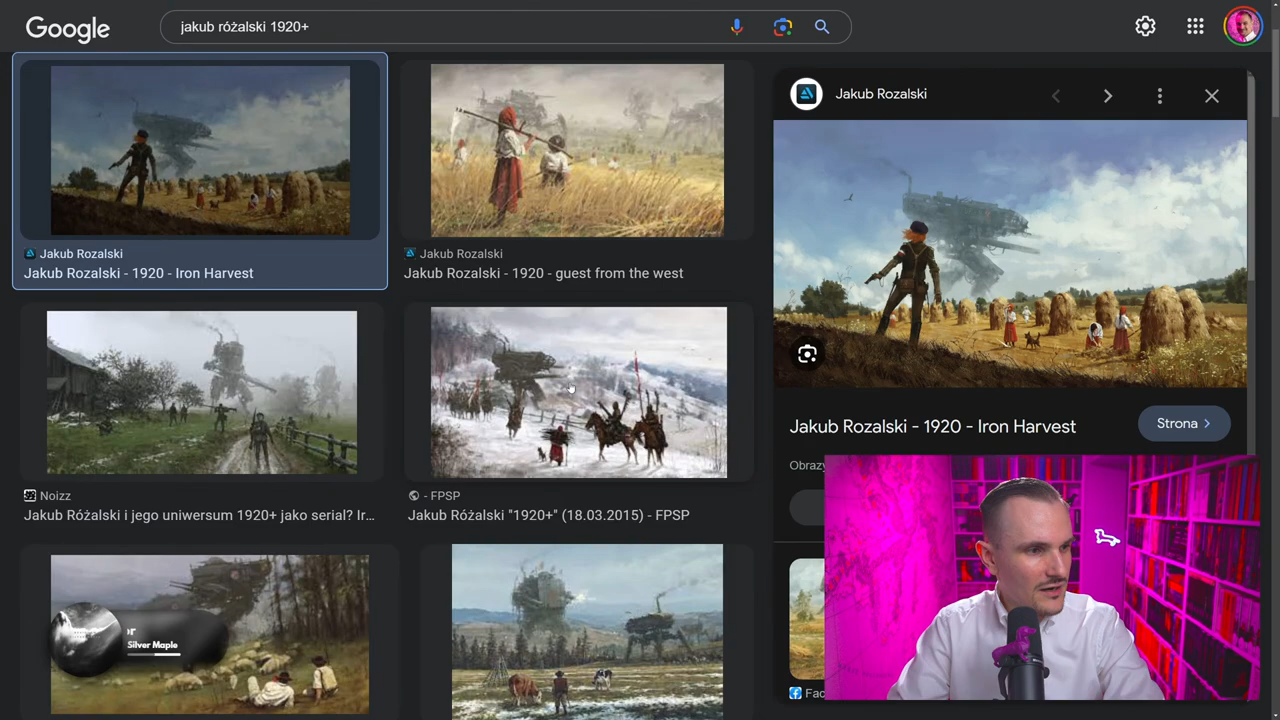 Google
jakub różalski 1920+
Jakub Rozalski
Jakub Rozalski - 1920 - Iron Harvest
Jakub Rozalski
Jakub Rozalski - 1920 - guest from the west
Jakub Rozalski
Jakub Rozalski - 1920 - Iron Harvest
Strona
Obrazy
Noizz
Jakub Różalski i jego uniwersum 1920+ jako serial? Ir...
- FPSP
Jakub Różalski "1920+" (18.03.2015) - FPSP
Silver Maple
Fac